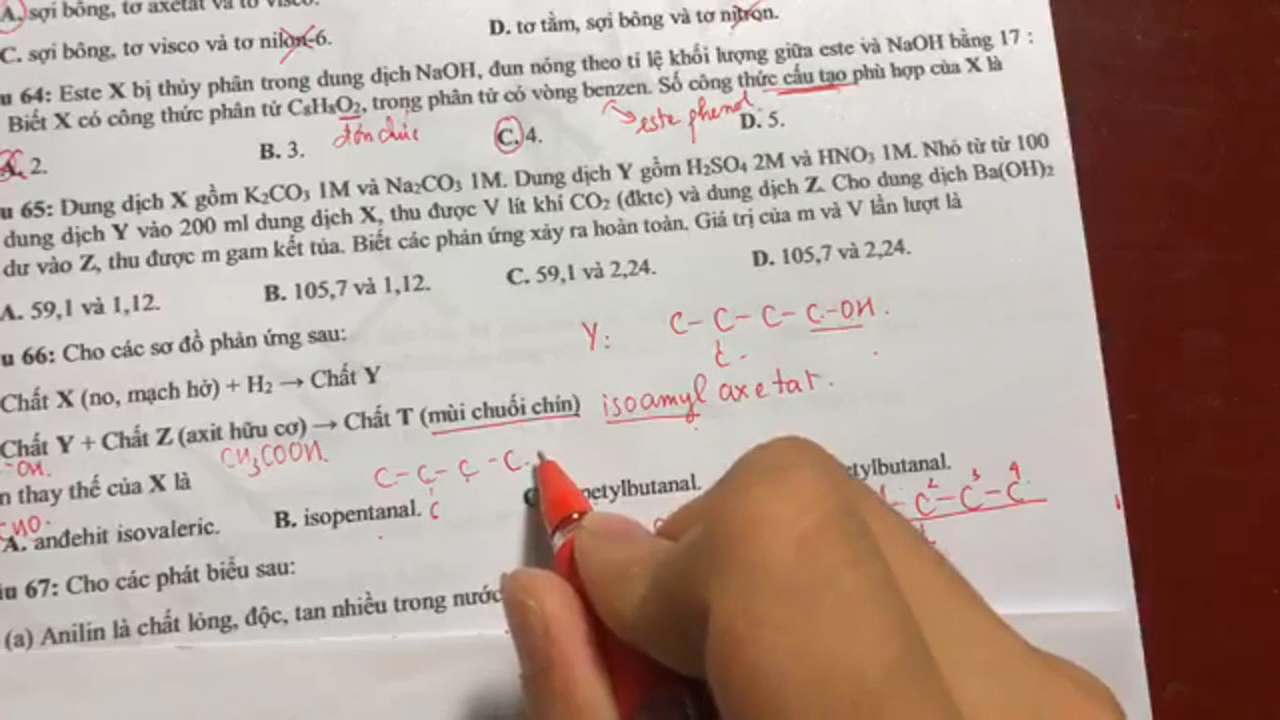 A. sợi bông, tơ axetat và tơ visco.
C. sợi bông, tơ visco và tơ nilon-6.
D. tơ tằm, sợi bông và tơ nitron.
u 64: Este X bị thủy phân trong dung dịch NaOH, đun nóng theo tỉ lệ khối lượng giữa este và NaOH bằng 17 :
Biết X có công thức phân tử C₈H₈O₂, trong phân tử có vòng benzen. Số công thức cấu tạo phù hợp của X là
đơn chức
este phenol
A. 2.
B. 3.
C. 4.
D. 5.
u 65: Dung dịch X gồm K₂CO₃ 1M và Na₂CO₃ 1M. Dung dịch Y gồm H₂SO₄ 2M và HNO₃ 1M. Nhỏ từ từ 100
dung dịch Y vào 200 ml dung dịch X, thu được V lít khí CO₂ (đktc) và dung dịch Z. Cho dung dịch Ba(OH)₂
dư vào Z, thu được m gam kết tủa. Biết các phản ứng xảy ra hoàn toàn. Giá trị của m và V lần lượt là
A. 59,1 và 1,12.
B. 105,7 và 1,12.
C. 59,1 và 2,24.
D. 105,7 và 2,24.
u 66: Cho các sơ đồ phản ứng sau:
Y: C-C-C-C-OH.
C
Chất X (no, mạch hở) + H₂ → Chất Y
Chất Y + Chất Z (axit hữu cơ) → Chất T (mùi chuối chín)
isoamyl axetat.
-OH.
CH₃COOH.
C-C-C-C
C
n thay thế của X là
CHO.
A. anđehit isovaleric.
B. isopentanal.
etylbutanal.
tylbutanal.
C²-C³-C⁴
iu 67: Cho các phát biểu sau:
(a) Anilin là chất lỏng, độc, tan nhiều trong nước